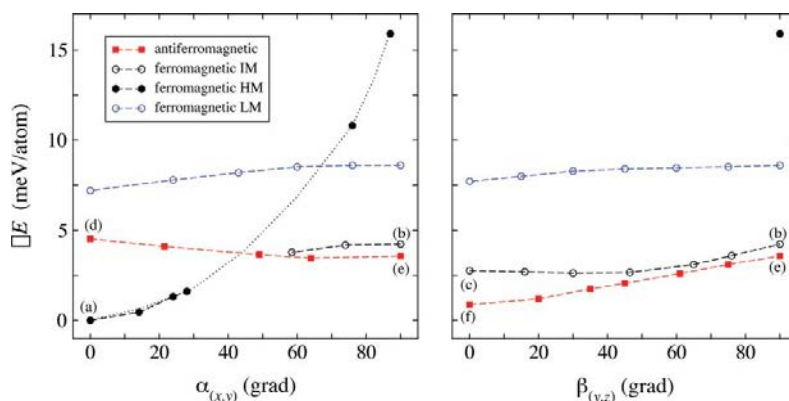 15
10
5
0
□E (meV/atom)
antiferromagnetic
ferromagnetic IM
ferromagnetic HM
ferromagnetic LM
(d)
(a)
(b)
(e)
0 20 40 60 80
α(x,y) (grad)
(c)
(f)
(b)
(e)
0 20 40 60 80
β(y,z) (grad)